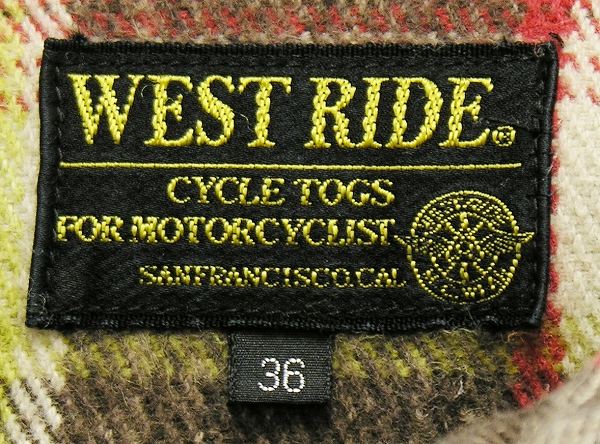 WEST RIDE®
CYCLE TOGS
FOR MOTORCYCLIST
SANFRANCISCO.CAL
36